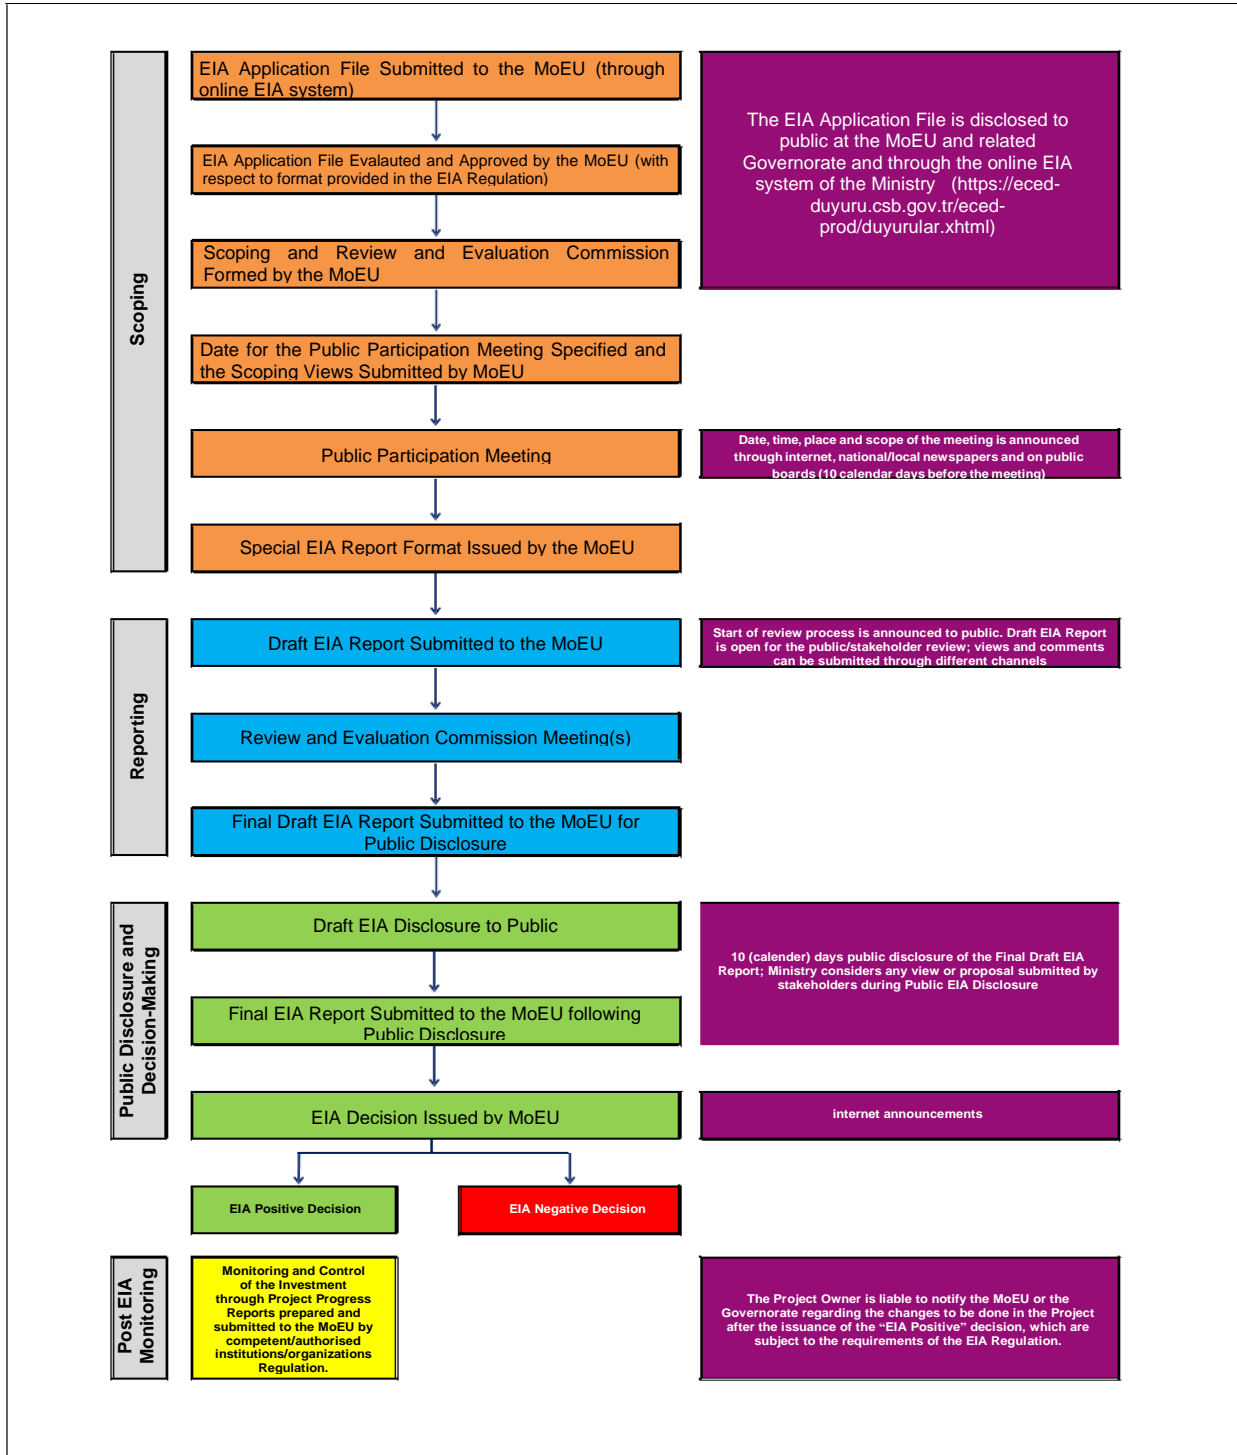 Scoping
EIA Application File Submitted to the MoEU (through
online EIA system)
The EIA Application File is disclosed to
public at the MoEU and related
Governorate and through the online EIA
system of the Ministry (https://eced-
duyuru.csb.gov.tr/eced-
prod/duyurular.xhtml)
EIA Application File Evalauted and Approved by the MoEU (with
respect to format provided in the EIA Regulation)
Scoping and Review and Evaluation Commission
Formed by the MoEU
Date for the Public Participation Meeting Specified and
the Scoping Views Submitted by MoEU
Public Participation Meeting
Date, time, place and scope of the meeting is announced
through internet, national/local newspapers and on public
boards (10 calendar days before the meeting)
Special EIA Report Format Issued by the MoEU
Reporting
Draft EIA Report Submitted to the MoEU
Start of review process is announced to public. Draft EIA Report
is open for the public/stakeholder review; views and comments
can be submitted through different channels
Review and Evaluation Commission Meeting(s)
Final Draft EIA Report Submitted to the MoEU for
Public Disclosure
Public Disclosure and
Decision-Making
Draft EIA Disclosure to Public
10 (calender) days public disclosure of the Final Draft EIA
Report; Ministry considers any view or proposal submitted by
stakeholders during Public EIA Disclosure
Final EIA Report Submitted to the MoEU following
Public Disclosure
EIA Decision Issued by MoEU
internet announcements
EIA Positive Decision
EIA Negative Decision
Post EIA
Monitoring
Monitoring and Control
of the Investment
through Project Progress
Reports prepared and
submitted to the MoEU by
competent/authorised
institutions/organizations
Regulation.
The Project Owner is liable to notify the MoEU or the
Governorate regarding the changes to be done in the Project
after the issuance of the “EIA Positive” decision, which are
subject to the requirements of the EIA Regulation.